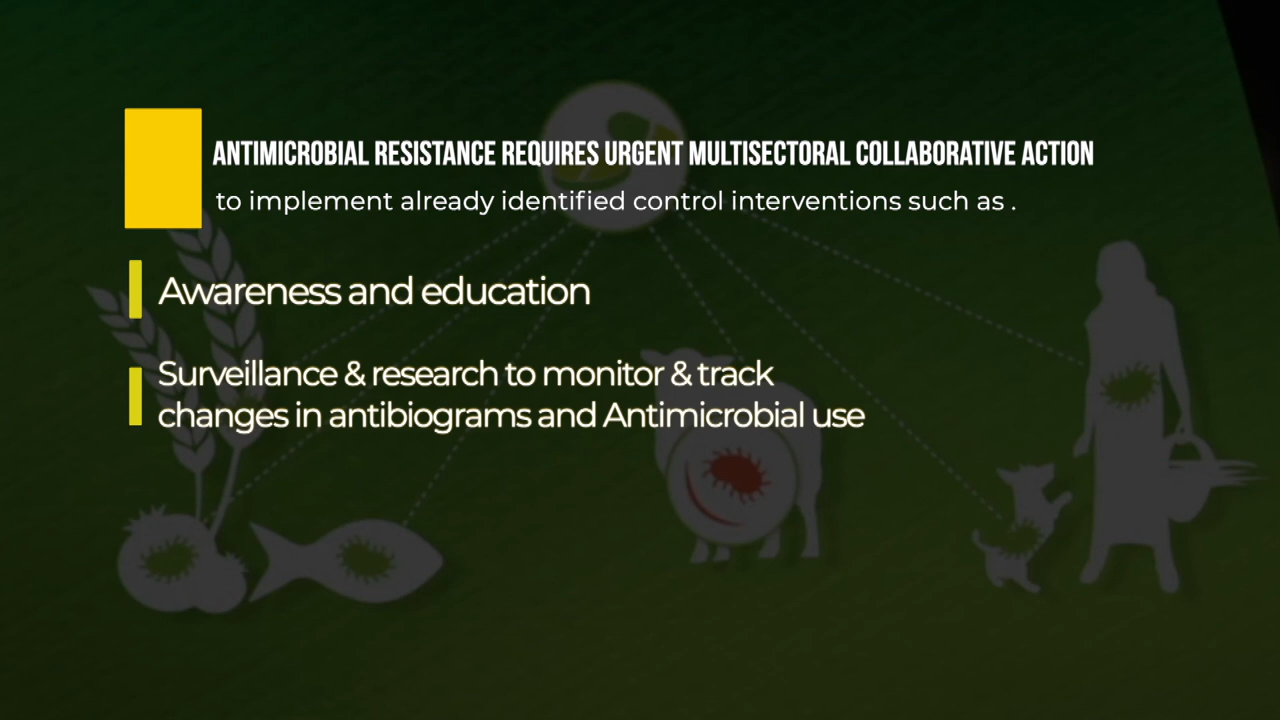 ANTIMICROBIAL RESISTANCE REQUIRES URGENT MULTISECTORAL COLLABORATIVE ACTION
to implement already identified control interventions such as .
Awareness and education
Surveillance & research to monitor & track
changes in antibiograms and Antimicrobial use